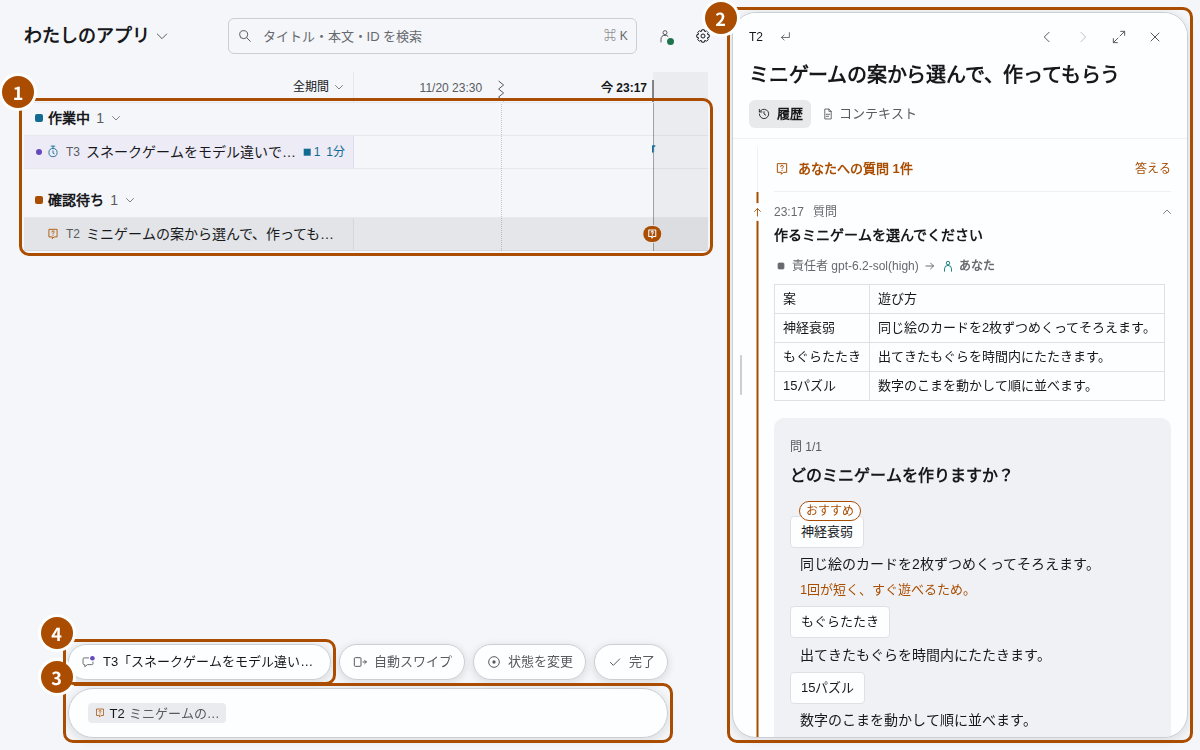 わたしのアプリ
タイトル・本文・ID を検索
⌘ K
2
T2
ミニゲームの案から選んで、作ってもらう
履歴
コンテキスト
1
全期間
11/20 23:30
今 23:17
作業中 1
T3 スネークゲームをモデル違いで… 1 1分
確認待ち 1
T2 ミニゲームの案から選んで、作っても…
あなたへの質問 1件
答える
23:17 質問
作るミニゲームを選んでください
責任者 gpt-6.2-sol(high) → あなた
案 遊び方
神経衰弱 同じ絵のカードを2枚ずつめくってそろえます。
もぐらたたき 出てきたもぐらを時間内にたたきます。
15パズル 数字のこまを動かして順に並べます。
問 1/1
どのミニゲームを作りますか？
おすすめ
神経衰弱
同じ絵のカードを2枚ずつめくってそろえます。
1回が短く、すぐ遊べるため。
もぐらたたき
出てきたもぐらを時間内にたたきます。
15パズル
数字のこまを動かして順に並べます。
4
T3「スネークゲームをモデル違い…
自動スワイプ
状態を変更
完了
3
T2 ミニゲームの…